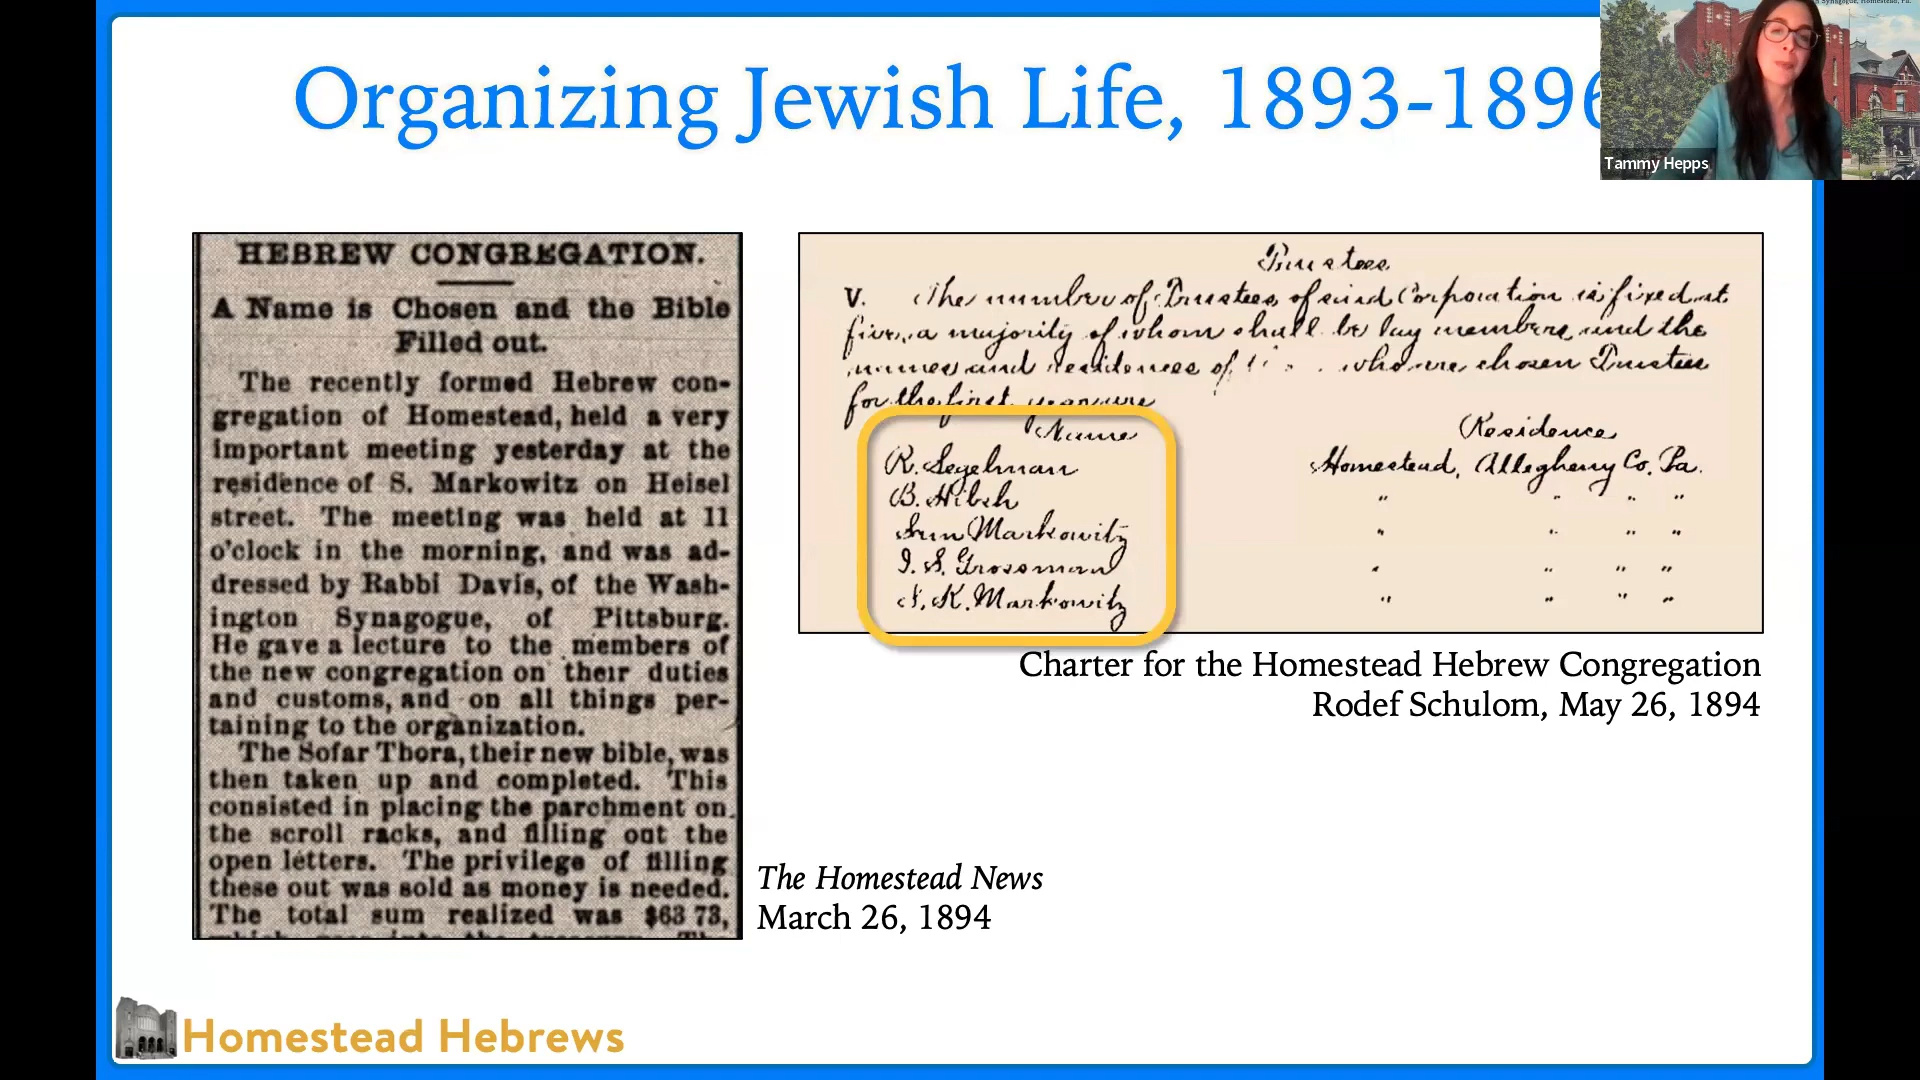 Organizing Jewish Life, 1893-1896
Synagogue, Homestead, Pa.
Tammy Hepps
HEBREW CONGREGATION.
A Name is Chosen and the Bible
Filled out.
The recently formed Hebrew con-
gregation of Homestead, held a very
important meeting yesterday at the
residence of S. Markowitz on Heisel
street. The meeting was held at 11
o'clock in the morning, and was ad-
dressed by Rabbi Davis, of the Wash-
ington Synagogue, of Pittsburg.
He gave a lecture to the members of
the new congregation on their duties
and customs, and on all things per-
taining to the organization.
The Sofar Thora, their new bible, was
then taken up and completed. This
consisted in placing the parchment on
the scroll racks, and filling out the
open letters. The privilege of filling
these out was sold as money is needed.
The total sum realized was $63 73,
The Homestead News
March 26, 1894
Trustees
V. The number of Trustees of said Corporation is fixed at
five, a majority of whom shall be lay members and the
names and residences of who are chosen Trustees
for the first year are
Name Residence
R. Segelman Homestead, Allegheny Co. Pa.
B. Hibsh " " " "
Sam Markowitz " " " "
I. S. Grossman " " " "
K. Markowitz " " " "
Charter for the Homestead Hebrew Congregation
Rodef Schulom, May 26, 1894
Homestead Hebrews